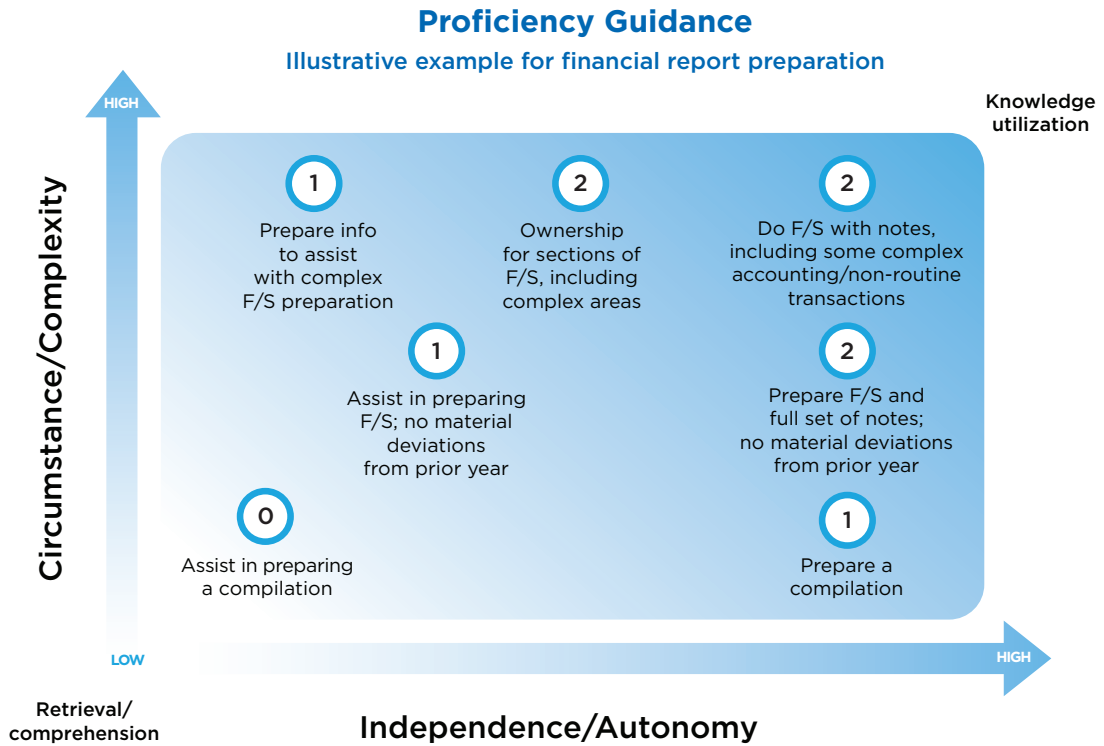 Proficiency Guidance
Illustrative example for financial report preparation
HIGH
Knowledge
utilization
Circumstance/Complexity
1
Prepare info
to assist
with complex
F/S preparation
2
Ownership
for sections of
F/S, including
complex areas
2
Do F/S with notes,
including some complex
accounting/non-routine
transactions
1
Assist in preparing
F/S; no material
deviations
from prior year
2
Prepare F/S and
full set of notes;
no material deviations
from prior year
0
Assist in preparing
a compilation
1
Prepare a
compilation
LOW
HIGH
Retrieval/
comprehension
Independence/Autonomy